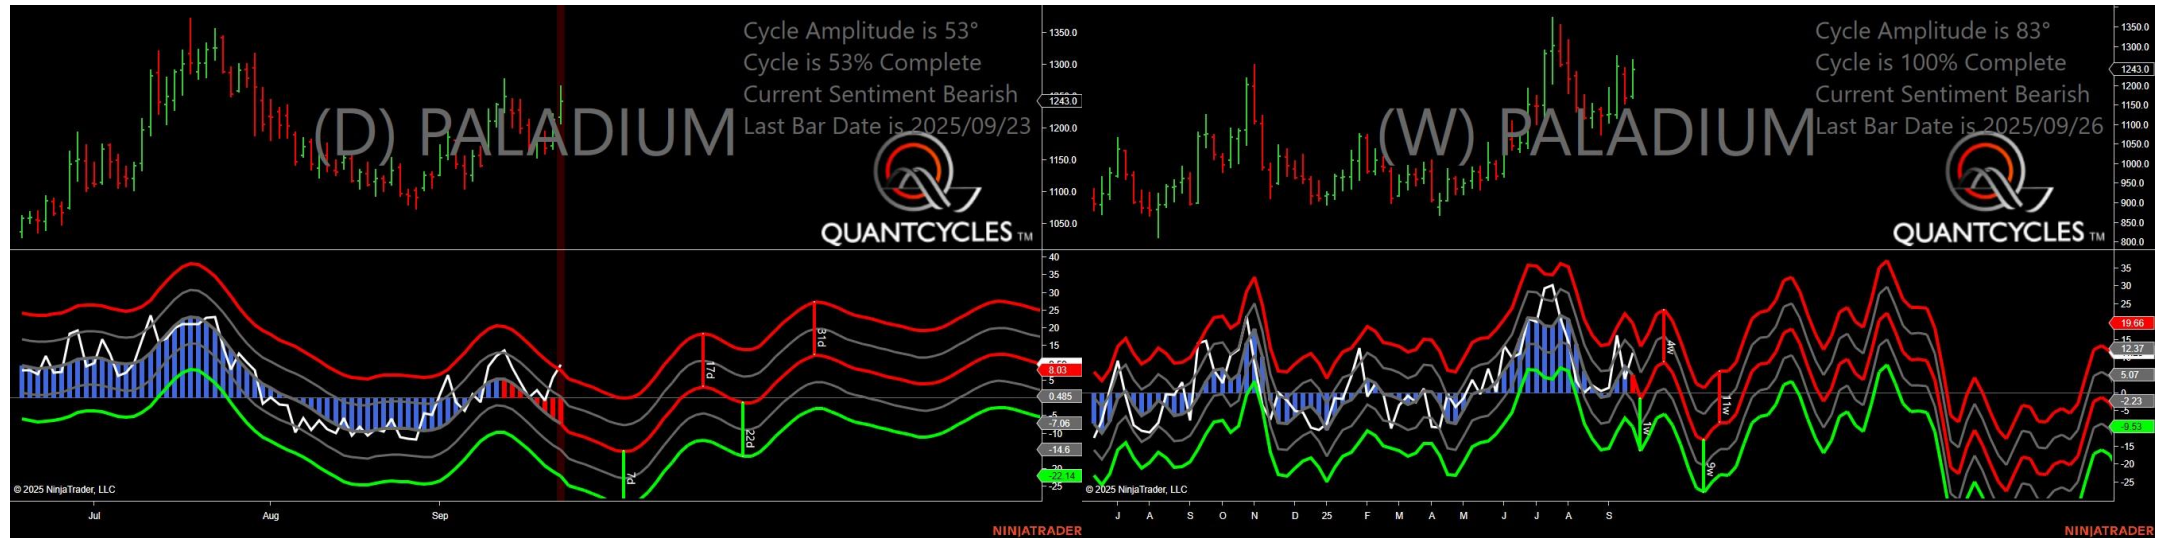 Cycle Amplitude is 53°
Cycle is 53% Complete
Current Sentiment Bearish
Last Bar Date is 2025/09/23
(D) PALADIUM
QUANTCYCLES TM
1350.0
1300.0
1243.0
1200.0
1150.0
1100.0
1050.0
40
35
30
25
20
15
8.03
5
0.485
-5
-7.06
-10
-14.6
-20
-22.14
-25
17d
31d
22d
7d
© 2025 NinjaTrader, LLC
Jul
Aug
Sep
NINJATRADER
Cycle Amplitude is 83°
Cycle is 100% Complete
Current Sentiment Bearish
Last Bar Date is 2025/09/26
(W) PALADIUM
QUANTCYCLES TM
1350.0
1300.0
1243.0
1200.0
1150.0
1100.0
1050.0
1000.0
950.0
900.0
850.0
800.0
35
30
25
19.66
15
12.37
5.07
0
-2.23
-5
-9.53
-15
-20
-25
4w
11w
1w
9w
© 2025 NinjaTrader, LLC
J A S O N D 25 F M A M J J A S
NINJATRADER